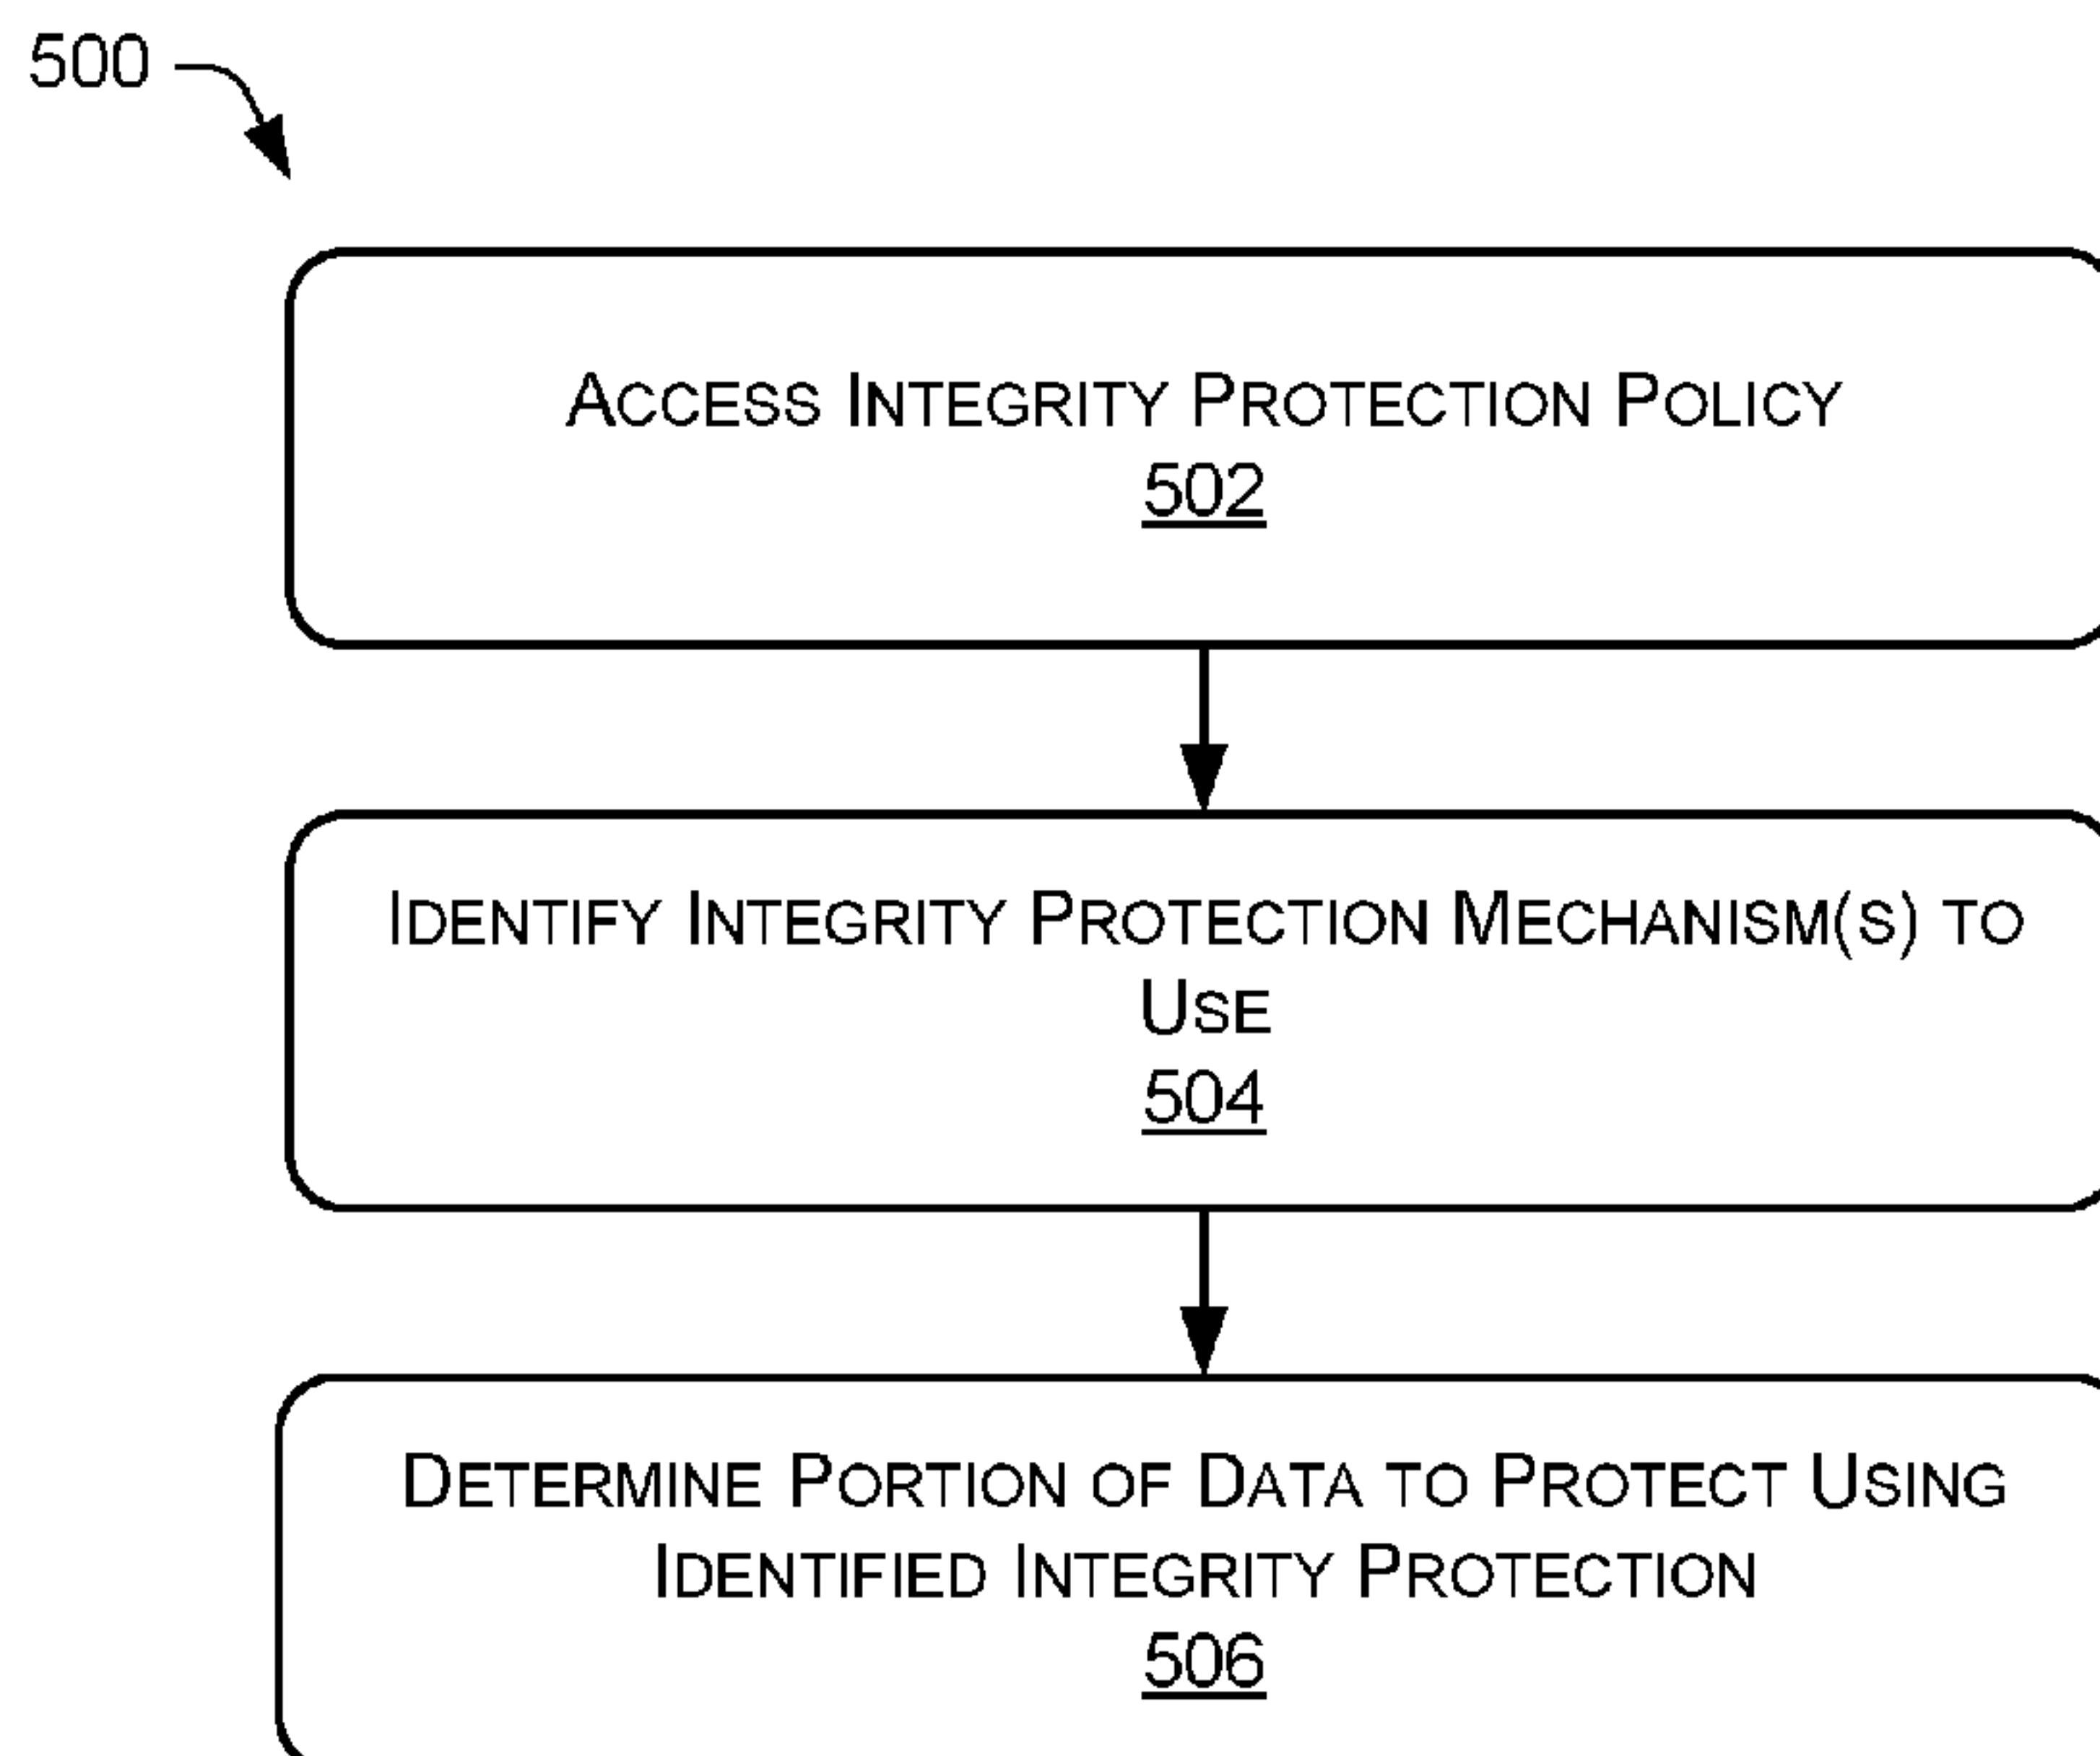 500
ACCESS INTEGRITY PROTECTION POLICY
502
IDENTIFY INTEGRITY PROTECTION MECHANISM(S) TO
USE
504
DETERMINE PORTION OF DATA TO PROTECT USING
IDENTIFIED INTEGRITY PROTECTION
506